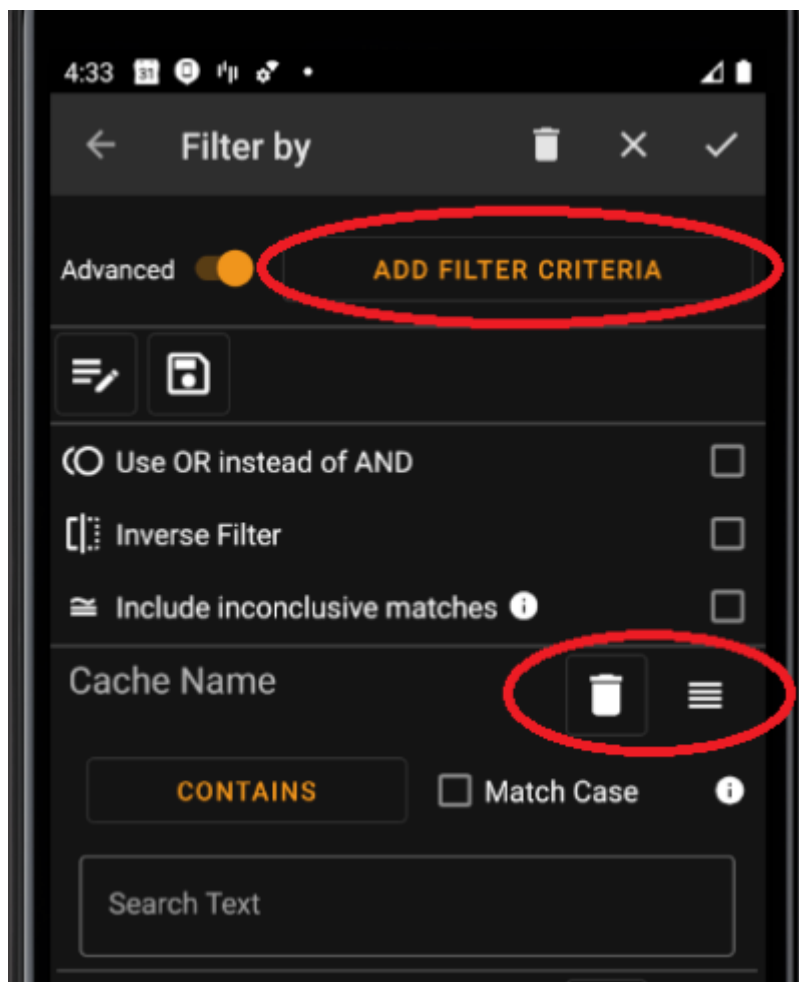 4:33 31
Filter by
Advanced ADD FILTER CRITERIA
Use OR instead of AND
Inverse Filter
Include inconclusive matches i
Cache Name
CONTAINS Match Case i
Search Text